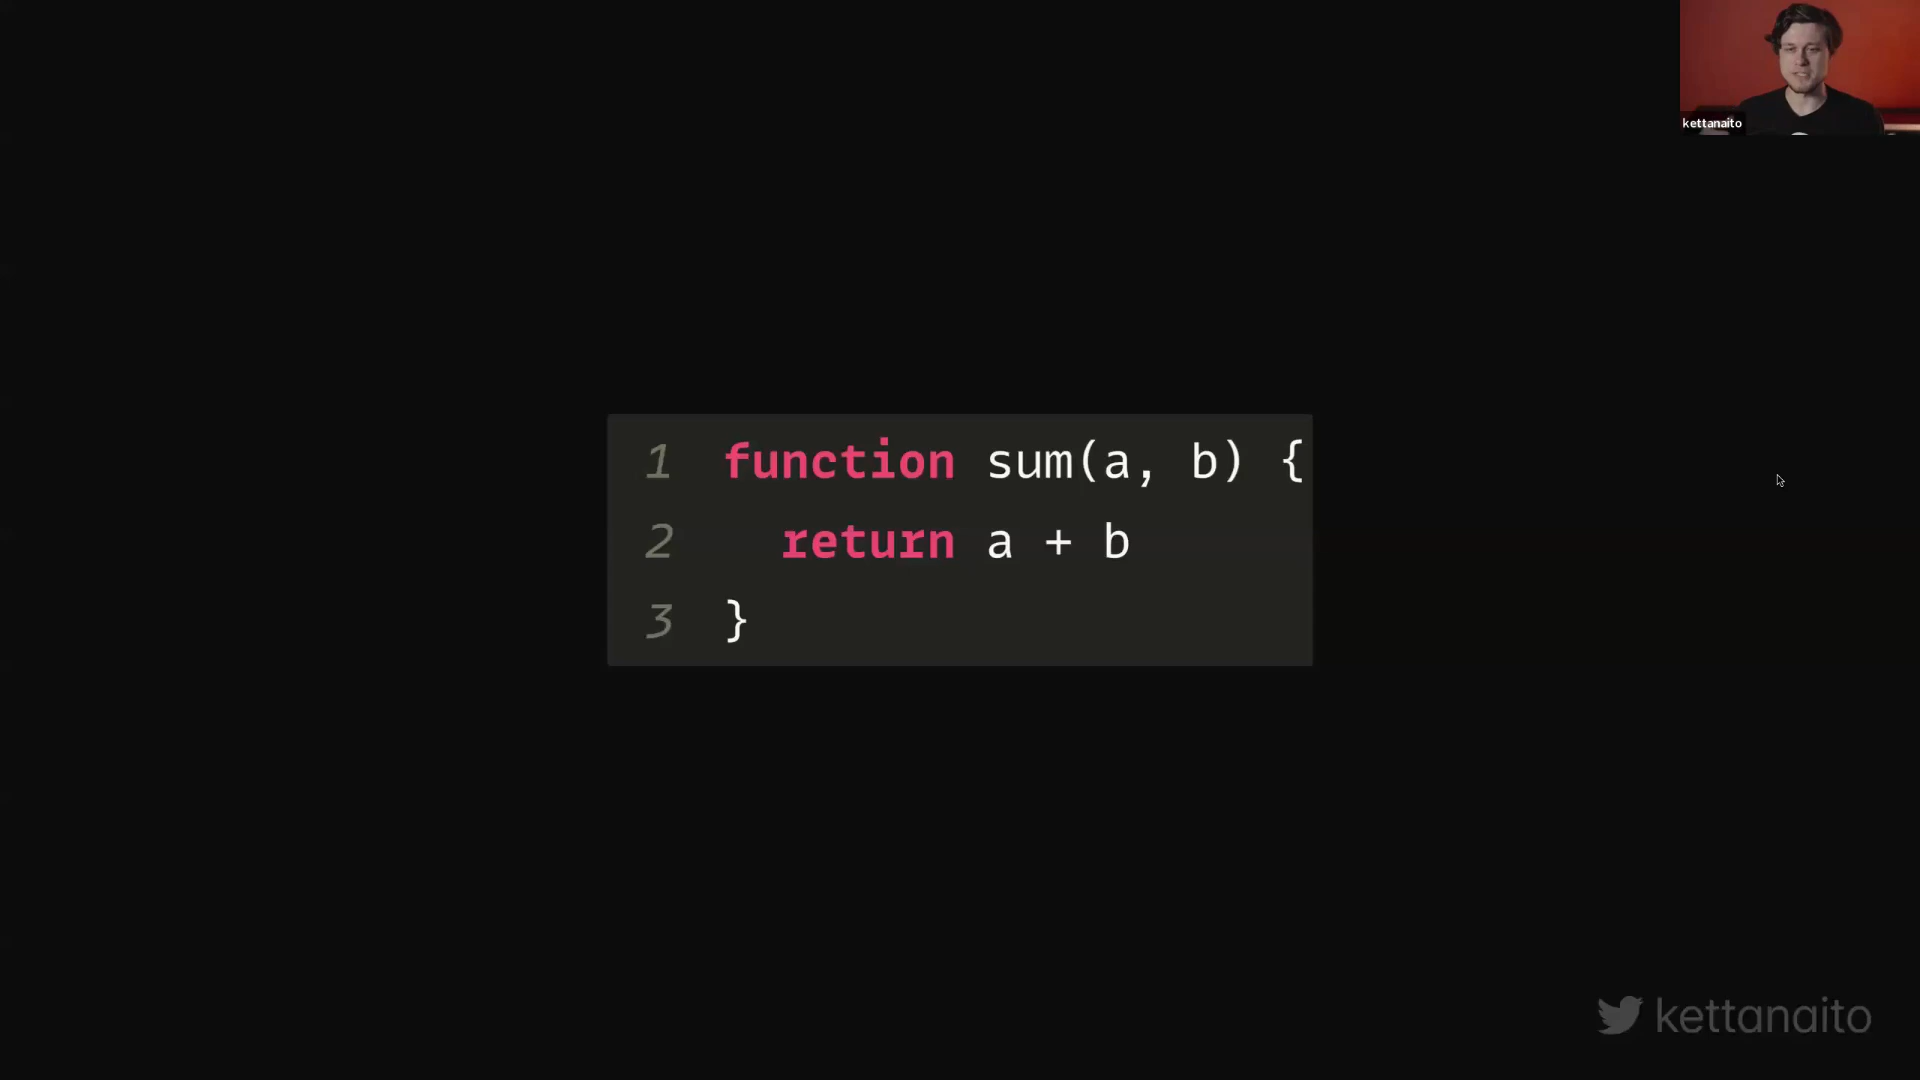 kettanaito
1 function sum(a, b) {
2 return a + b
3 }
kettanaito